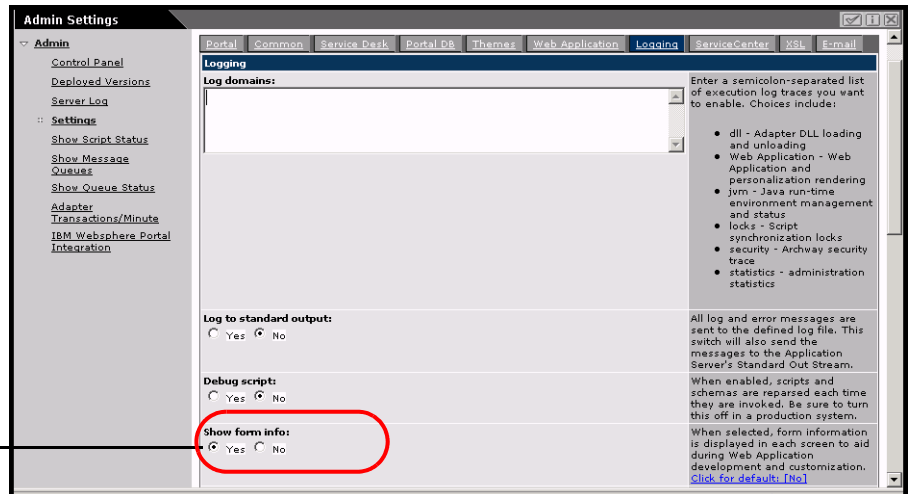 Admin Settings
Admin
Control Panel
Deployed Versions
Server Log
Settings
Show Script Status
Show Message
Queues
Show Queue Status
Adapter
Transactions/Minute
IBM Websphere Portal
Integration
Portal Common Service Desk Portal DB Themes Web Application Logging ServiceCenter XSL E-mail
Logging
Log domains:
Enter a semicolon-separated list
of execution log traces you want
to enable. Choices include:
• dll - Adapter DLL loading
and unloading
• Web Application - Web
Application and
personalization rendering
• jvm - Java run-time
environment management
and status
• locks - Script
synchronization locks
• security - Archway security
trace
• statistics - administration
statistics
Log to standard output:
Yes No
All log and error messages are
sent to the defined log file. This
switch will also send the
messages to the Application
Server's Standard Out Stream.
Debug script:
Yes No
When enabled, scripts and
schemas are reparsed each time
they are invoked. Be sure to turn
this off in a production system.
Show form info:
Yes No
When selected, form information
is displayed in each screen to aid
during Web Application
development and customization.
Click for default: [No]